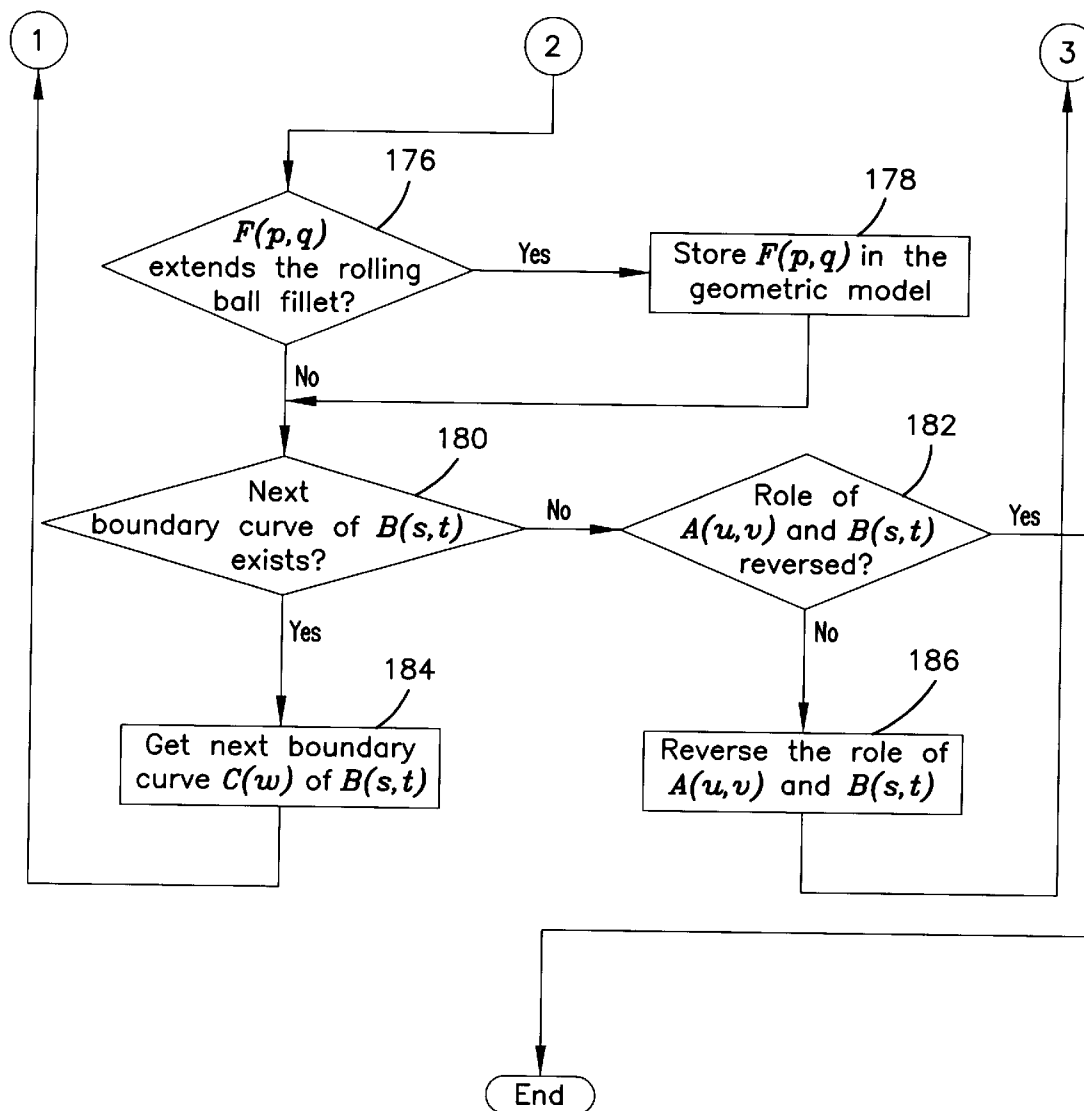 1
2
3
176
F(p,q)
extends the rolling
ball fillet?
Yes
178
Store F(p,q) in the
geometric model
No
180
Next
boundary curve of B(s,t)
exists?
No
182
Role of
A(u,v) and B(s,t)
reversed?
Yes
Yes
No
184
Get next boundary
curve C(w) of B(s,t)
186
Reverse the role of
A(u,v) and B(s,t)
End